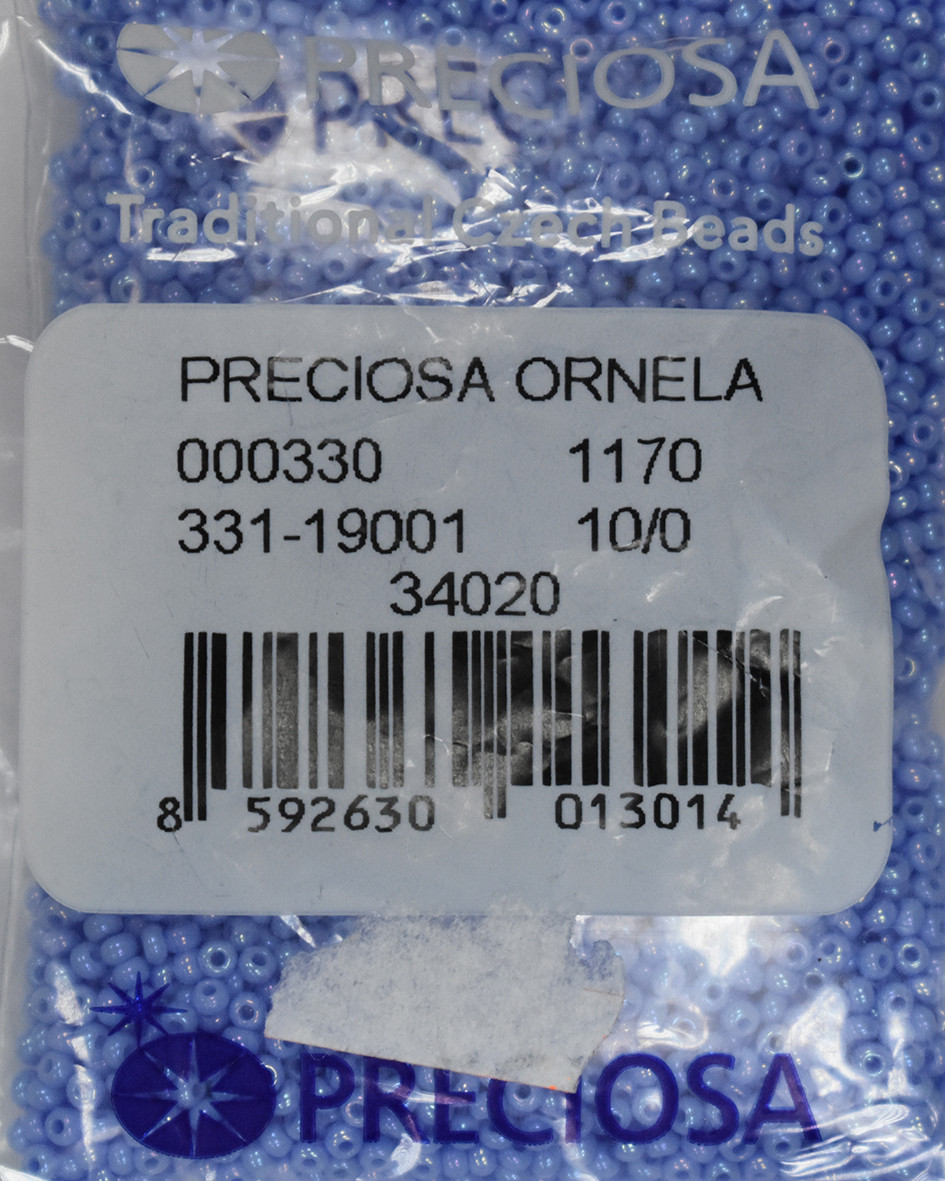 PRECIOSA
Traditional Czech Beads
PRECIOSA ORNELA
000330 1170
331-19001 10/0
34020
8 592630 013014
PRECIOSA